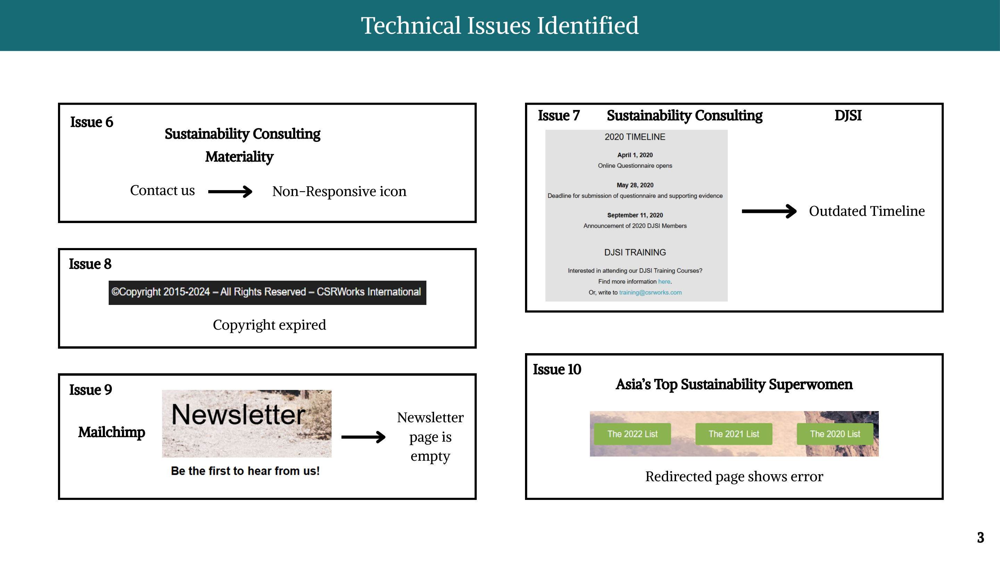 Technical Issues Identified
Issue 6
Sustainability Consulting
Materiality
Contact us
Non-Responsive icon
Issue 7
Sustainability Consulting
DJSI
2020 TIMELINE
April 1, 2020
Online Questionnaire opens
May 28, 2020
Deadline for submission of questionnaire and supporting evidence
September 11, 2020
Announcement of 2020 DJSI Members
DJSI TRAINING
Interested in attending our DJSI Training Courses?
Find more information here.
Or, write to training@csrworks.com
Outdated Timeline
Issue 8
©Copyright 2015-2024 – All Rights Reserved – CSRWorks International
Copyright expired
Issue 9
Mailchimp
Newsletter
Be the first to hear from us!
Newsletter
page is
empty
Issue 10
Asia’s Top Sustainability Superwomen
The 2022 List
The 2021 List
The 2020 List
Redirected page shows error
3